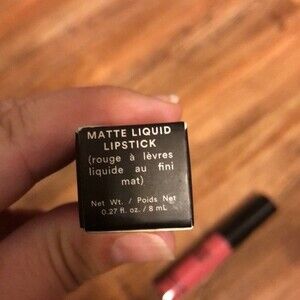 MATTE LIQUID
LIPSTICK
(rouge à lèvres
liquide au fini
mat)
Net Wt. / Poids Net
0.27 fl. oz. / 8 mL